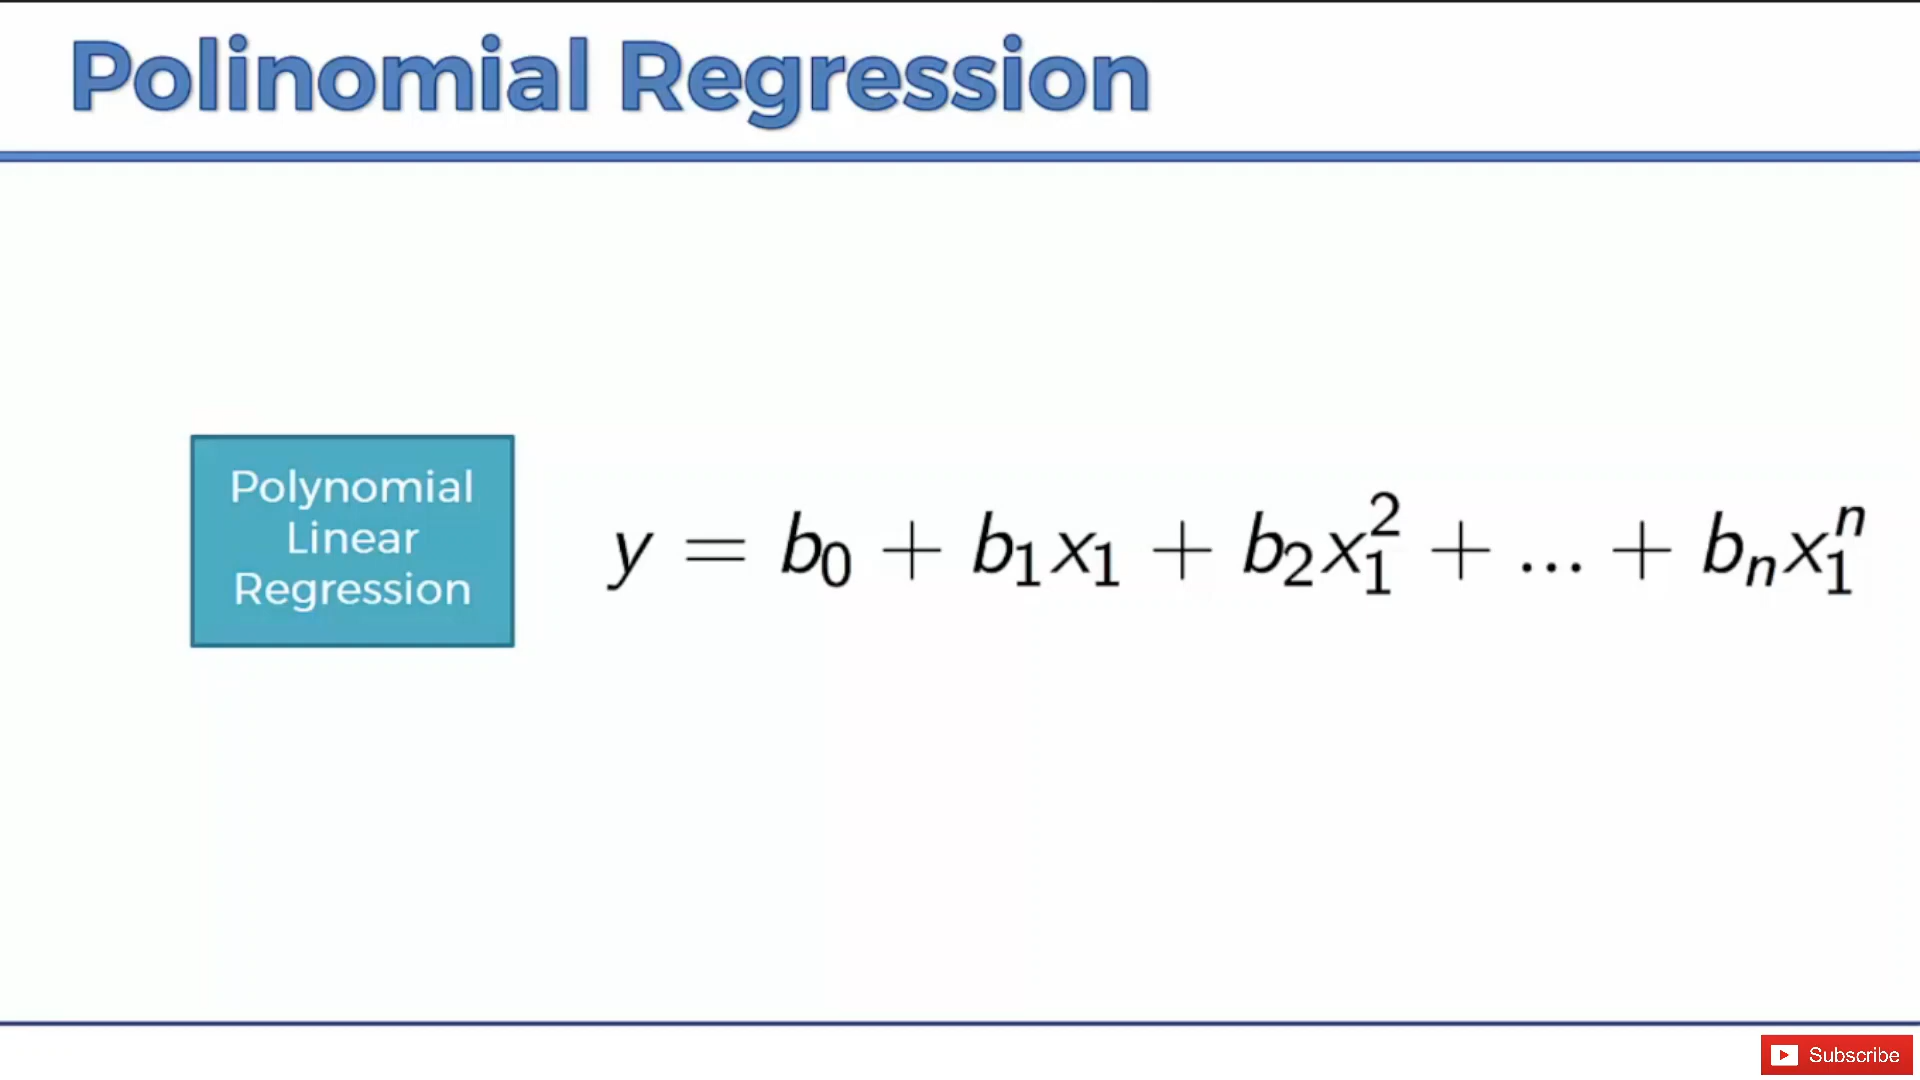 Polinomial Regression
Polynomial
Linear
Regression
y = b₀ + b₁x₁ + b₂x₁² + ... + bₙx₁ⁿ
Subscribe